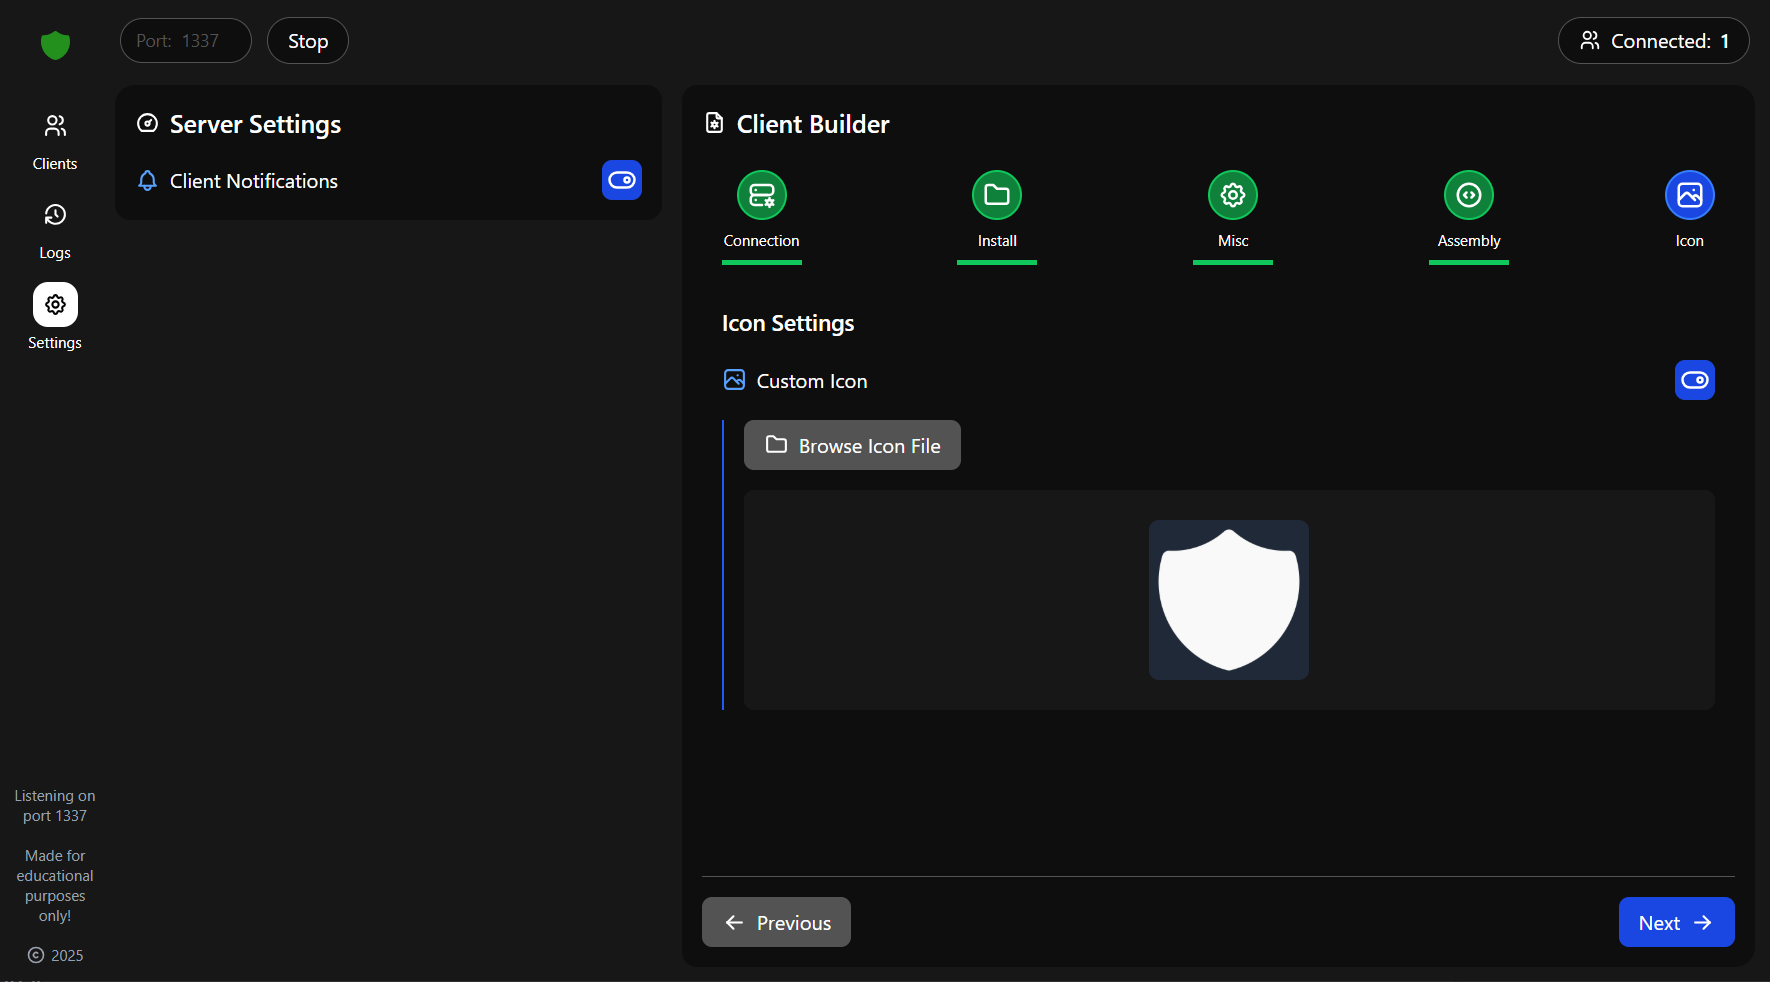 Port: 1337
Stop
Connected: 1
Clients
Logs
Settings
Server Settings
Client Notifications
Client Builder
Connection
Install
Misc
Assembly
Icon
Icon Settings
Custom Icon
Browse Icon File
Previous
Next
Listening on
port 1337
Made for
educational
purposes
only!
© 2025